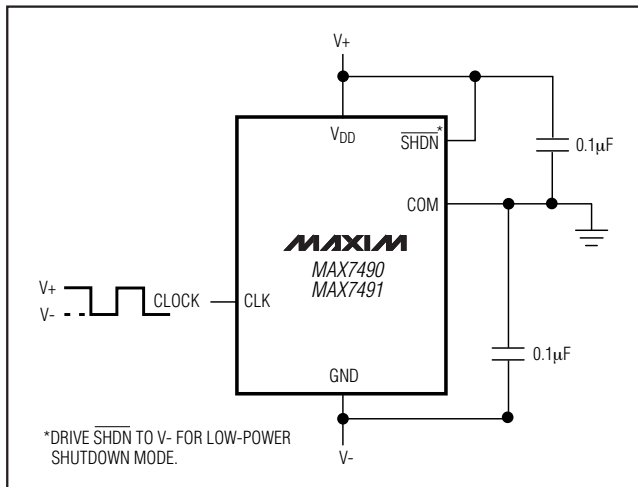 V+
VDD
SHDN*
0.1µF
COM
MAXIM
MAX7490
MAX7491
V+
V-
CLOCK
CLK
0.1µF
GND
*DRIVE SHDN TO V- FOR LOW-POWER
SHUTDOWN MODE.
V-